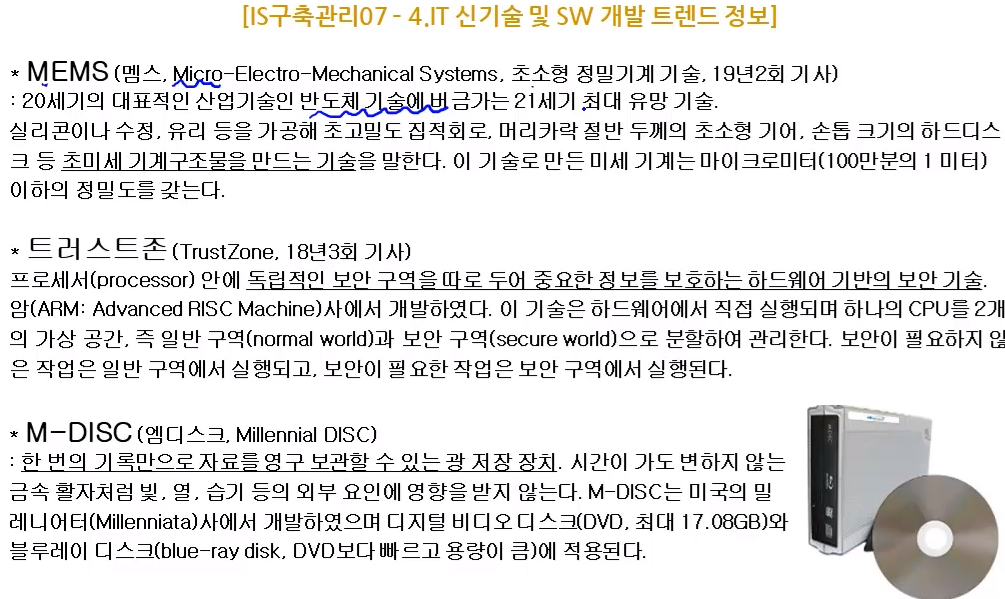 [IS구축관리07 - 4.IT 신기술 및 SW 개발 트렌드 정보]
* MEMS (멤스, Micro-Electro-Mechanical Systems, 초소형 정밀기계 기술, 19년2회 기사)
: 20세기의 대표적인 산업기술인 반도체 기술에 버금가는 21세기 최대 유망 기술.
실리콘이나 수정, 유리 등을 가공해 초고밀도 집적회로, 머리카락 절반 두께의 초소형 기어, 손톱 크기의 하드디스
크 등 초미세 기계구조물을 만드는 기술을 말한다. 이 기술로 만든 미세 기계는 마이크로미터(100만분의 1 미터)
이하의 정밀도를 갖는다.
* 트러스트존 (TrustZone, 18년3회 기사)
프로세서(processor) 안에 독립적인 보안 구역을 따로 두어 중요한 정보를 보호하는 하드웨어 기반의 보안 기술.
암(ARM: Advanced RISC Machine)사에서 개발하였다. 이 기술은 하드웨어에서 직접 실행되며 하나의 CPU를 2개
의 가상 공간, 즉 일반 구역(normal world)과 보안 구역(secure world)으로 분할하여 관리한다. 보안이 필요하지 않
은 작업은 일반 구역에서 실행되고, 보안이 필요한 작업은 보안 구역에서 실행된다.
* M-DISC (엠디스크, Millennial DISC)
: 한 번의 기록만으로 자료를 영구 보관할 수 있는 광 저장 장치. 시간이 가도 변하지 않는
금속 활자처럼 빛, 열, 습기 등의 외부 요인에 영향을 받지 않는다. M-DISC는 미국의 밀
레니어터(Millenniata)사에서 개발하였으며 디지털 비디오 디스크(DVD, 최대 17.08GB)와
블루레이 디스크(blue-ray disk, DVD보다 빠르고 용량이 큼)에 적용된다.